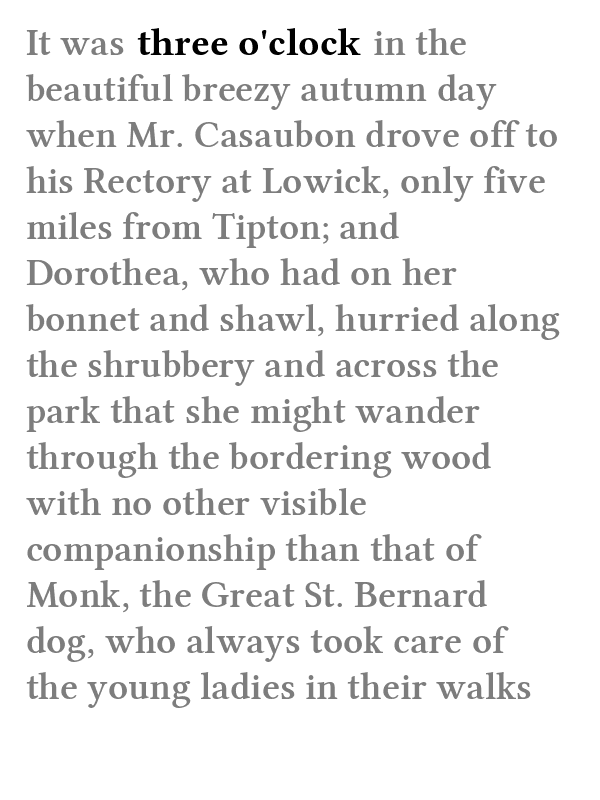 It was three o'clock in the
beautiful breezy autumn day
when Mr. Casaubon drove off to
his Rectory at Lowick, only five
miles from Tipton; and
Dorothea, who had on her
bonnet and shawl, hurried along
the shrubbery and across the
park that she might wander
through the bordering wood
with no other visible
companionship than that of
Monk, the Great St. Bernard
dog, who always took care of
the young ladies in their walks